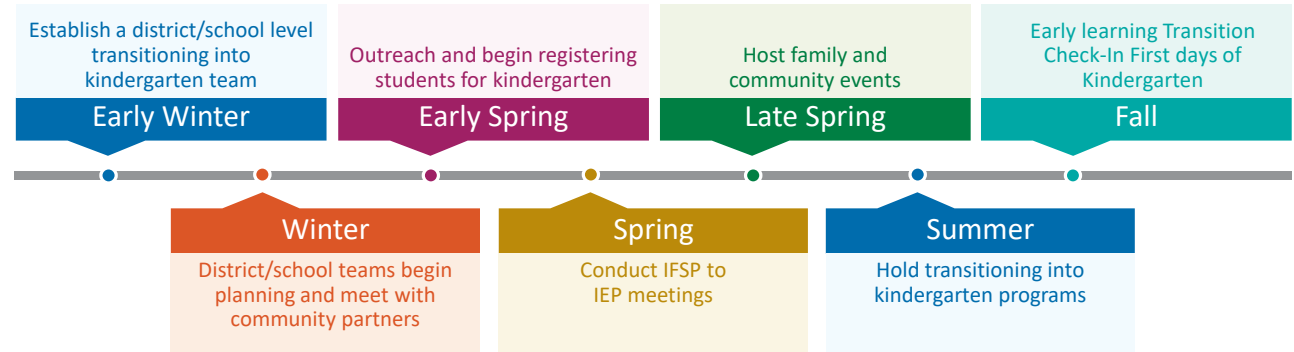 Establish a district/school level
transitioning into
kindergarten team
Early Winter
Outreach and begin registering
students for kindergarten
Early Spring
Host family and
community events
Late Spring
Early learning Transition
Check-In First days of
Kindergarten
Fall
Winter
District/school teams begin
planning and meet with
community partners
Spring
Conduct IFSP to
IEP meetings
Summer
Hold transitioning into
kindergarten programs